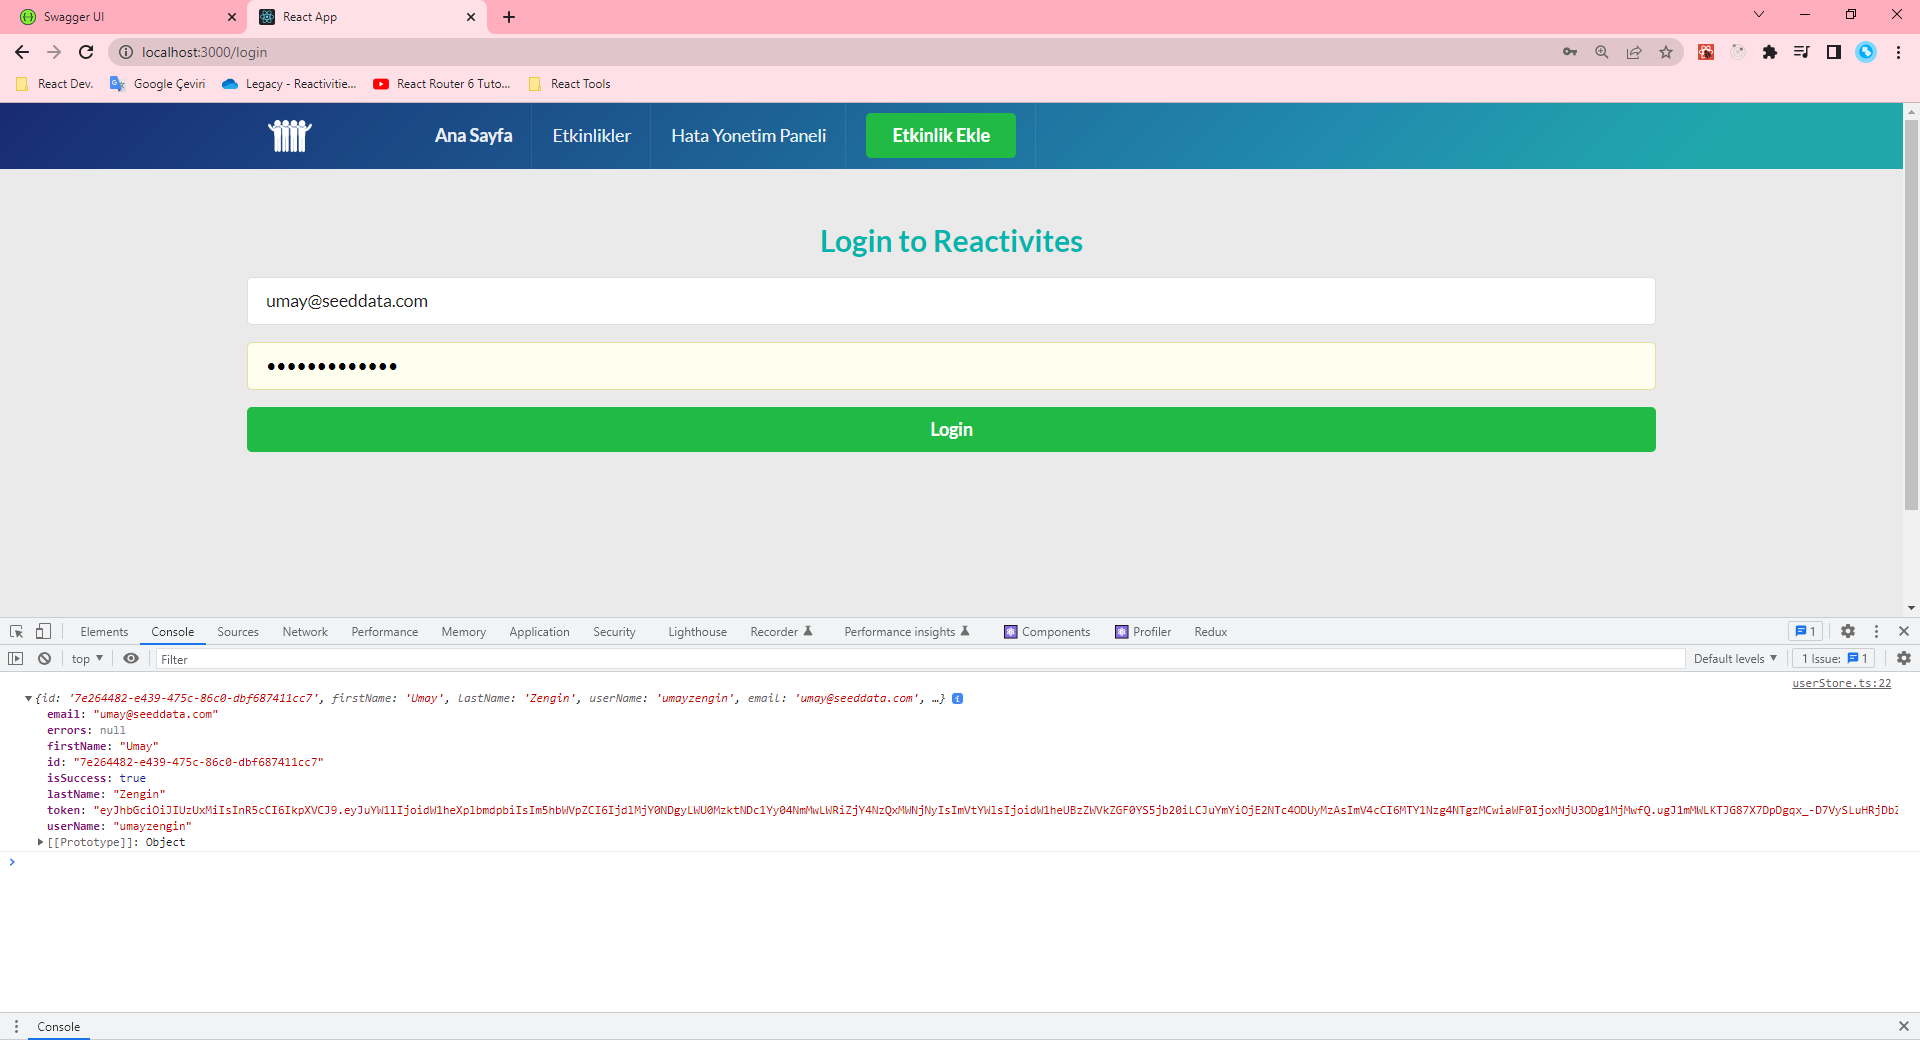 Swagger UI
React App
localhost:3000/login
React Dev.
Google Çeviri
Legacy - Reactivitie...
React Router 6 Tuto...
React Tools
Ana Sayfa
Etkinlikler
Hata Yonetim Paneli
Etkinlik Ekle
Login to Reactivites
umay@seeddata.com
•••••••••••••
Login
Elements
Console
Sources
Network
Performance
Memory
Application
Security
Lighthouse
Recorder
Performance insights
Components
Profiler
Redux
1
top
Filter
Default levels
1 Issue:
1
userStore.ts:22
{id: '7e264482-e439-475c-86c0-dbf687411cc7', firstName: 'Umay', lastName: 'Zengin', userName: 'umayzengin', email: 'umay@seeddata.com', …}
email: "umay@seeddata.com"
errors: null
firstName: "Umay"
id: "7e264482-e439-475c-86c0-dbf687411cc7"
isSuccess: true
lastName: "Zengin"
token:
userName: "umayzengin"
[[Prototype]]: Object
Console